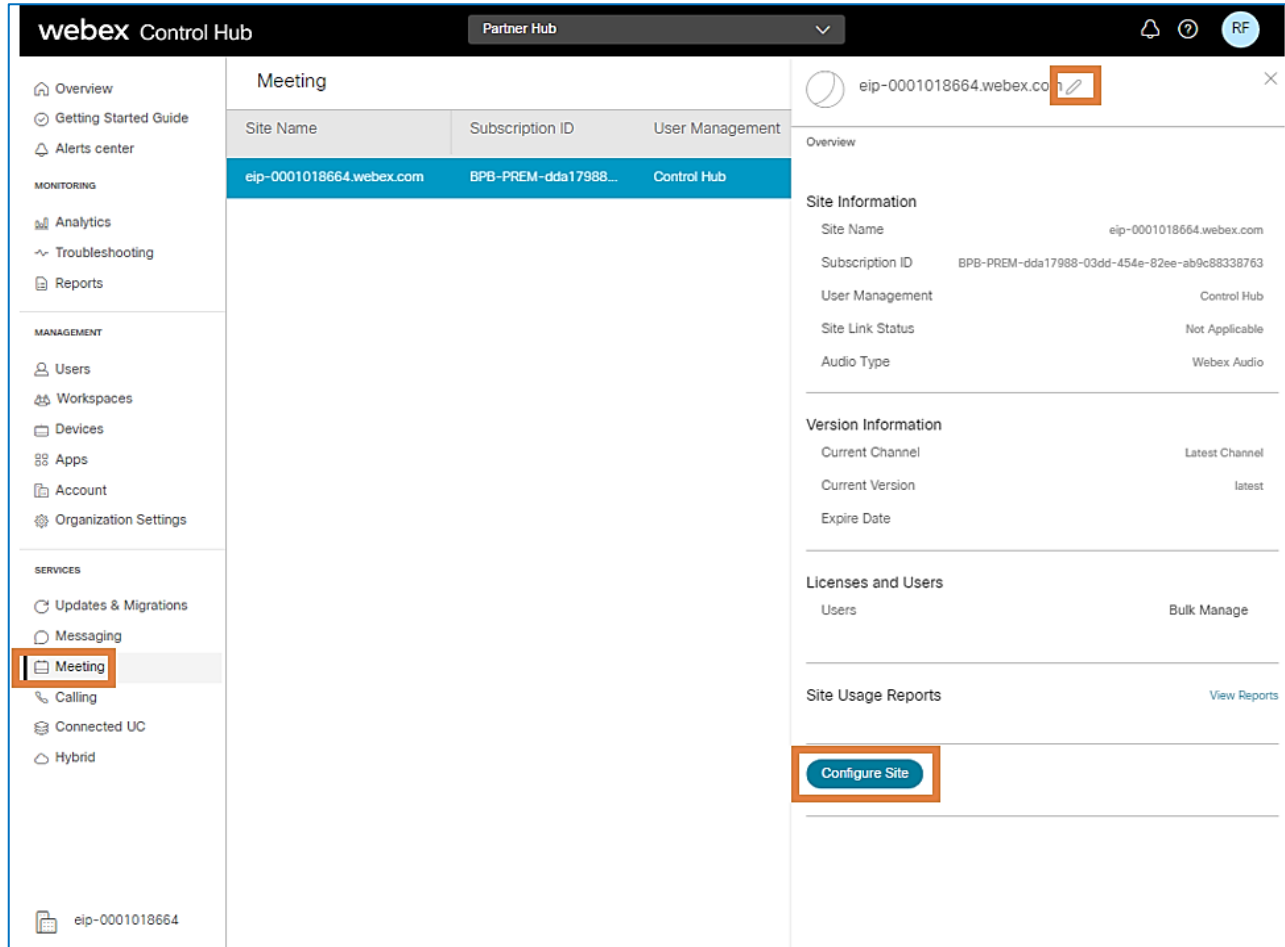 webex Control Hub
Partner Hub
RF
Overview
Getting Started Guide
Alerts center
MONITORING
Analytics
Troubleshooting
Reports
MANAGEMENT
Users
Workspaces
Devices
Apps
Account
Organization Settings
SERVICES
Updates & Migrations
Messaging
Meeting
Calling
Connected UC
Hybrid
eip-0001018664
Meeting
Site Name Subscription ID User Management
eip-0001018664.webex.com BPB-PREM-dda17988... Control Hub
eip-0001018664.webex.com
Overview
Site Information
Site Name eip-0001018664.webex.com
Subscription ID BPB-PREM-dda17988-03dd-454e-82ee-ab9c88338763
User Management Control Hub
Site Link Status Not Applicable
Audio Type Webex Audio
Version Information
Current Channel Latest Channel
Current Version latest
Expire Date
Licenses and Users
Users Bulk Manage
Site Usage Reports View Reports
Configure Site